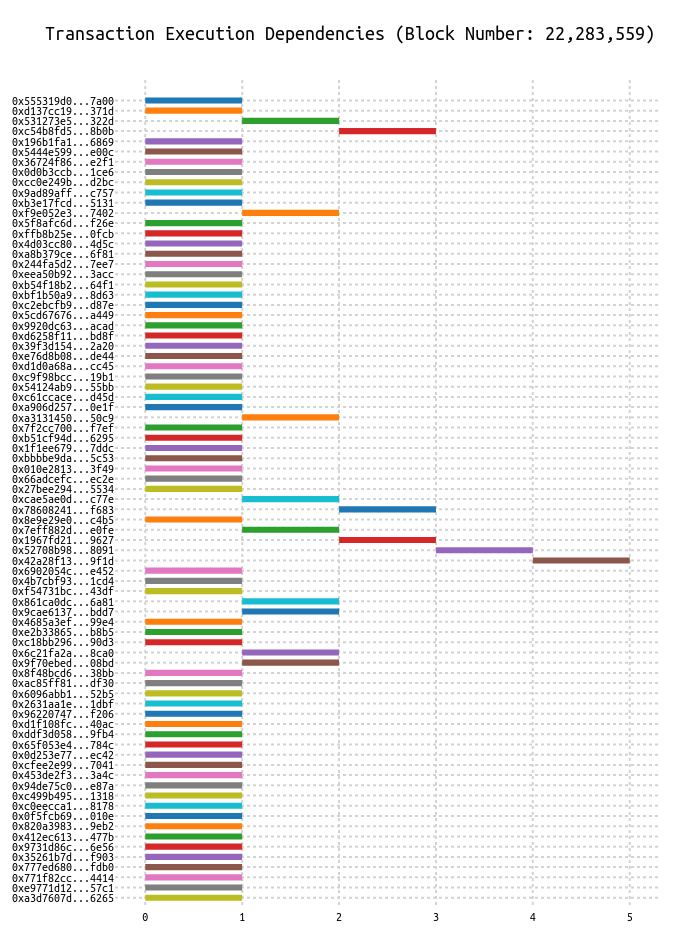 Transaction Execution Dependencies (Block Number: 22,283,559)
0x555319d0...7a00
0xd137cc19...371d
0x531273e5...322d
0xc54b8fd5...8b0b
0x196b1fa1...6869
0x5444e599...e00c
0x36724f86...e2f1
0x0d0b3ccb...1ce6
0xcc0e249b...d2bc
0x9ad89aff...c757
0xb3e17fcd...5131
0xf9e052e3...7402
0x5f8afc6d...f26e
0xffb8b25e...0fcb
0x4d03cc80...4d5c
0xa8b379ce...6f81
0x244fa5d2...7ee7
0xeea50b92...3acc
0xb54f18b2...64f1
0xbf1b50a9...8d63
0xc2ebcfb9...d87e
0x5cd67676...a449
0x9920dc63...acad
0xd6258f11...bd8f
0x39f3d154...2a20
0xe76d8b08...de44
0xd1d0a68a...cc45
0xc9f98bcc...19b1
0x54124ab9...55bb
0xc61ccace...d45d
0xa906d257...0e1f
0xa3131450...50c9
0x7f2cc700...f7ef
0xb51cf94d...6295
0x1f1ee679...7ddc
0xbbbbe9da...5c53
0x010e2813...3f49
0x66adcefc...ec2e
0x27bee294...5534
0xcae5ae0d...c77e
0x78608241...f683
0x8e9e29e0...c4b5
0x7eff882d...e0fe
0x1967fd21...9627
0x52708b98...8091
0x42a28f13...9f1d
0x6902054c...e452
0x4b7cbf93...1cd4
0xf54731bc...43df
0x861ca0dc...6a81
0x9cae6137...bdd7
0x4685a3ef...99e4
0xe2b33865...b8b5
0xc18bb296...90d3
0x6c21fa2a...8ca0
0x9f70ebed...08bd
0x8f48bcd6...38bb
0xac85ff81...df30
0x6096abb1...52b5
0x2631aa1e...1dbf
0x96220747...f206
0xd1f108fc...40ac
0xddf3d058...9fb4
0x65f053e4...784c
0x0d253e77...ec42
0xcfee2e99...7041
0x453de2f3...3a4c
0x94de75c0...e87a
0xc499b495...1318
0xc0eecca1...8178
0x0f5fcb69...010e
0x820a3983...9eb2
0x412ec613...477b
0x9731d86c...6e56
0x35261b7d...f903
0x777ed680...fdb0
0x771f82cc...4414
0xe9771d12...57c1
0xa3d7607d...6265
0 1 2 3 4 5